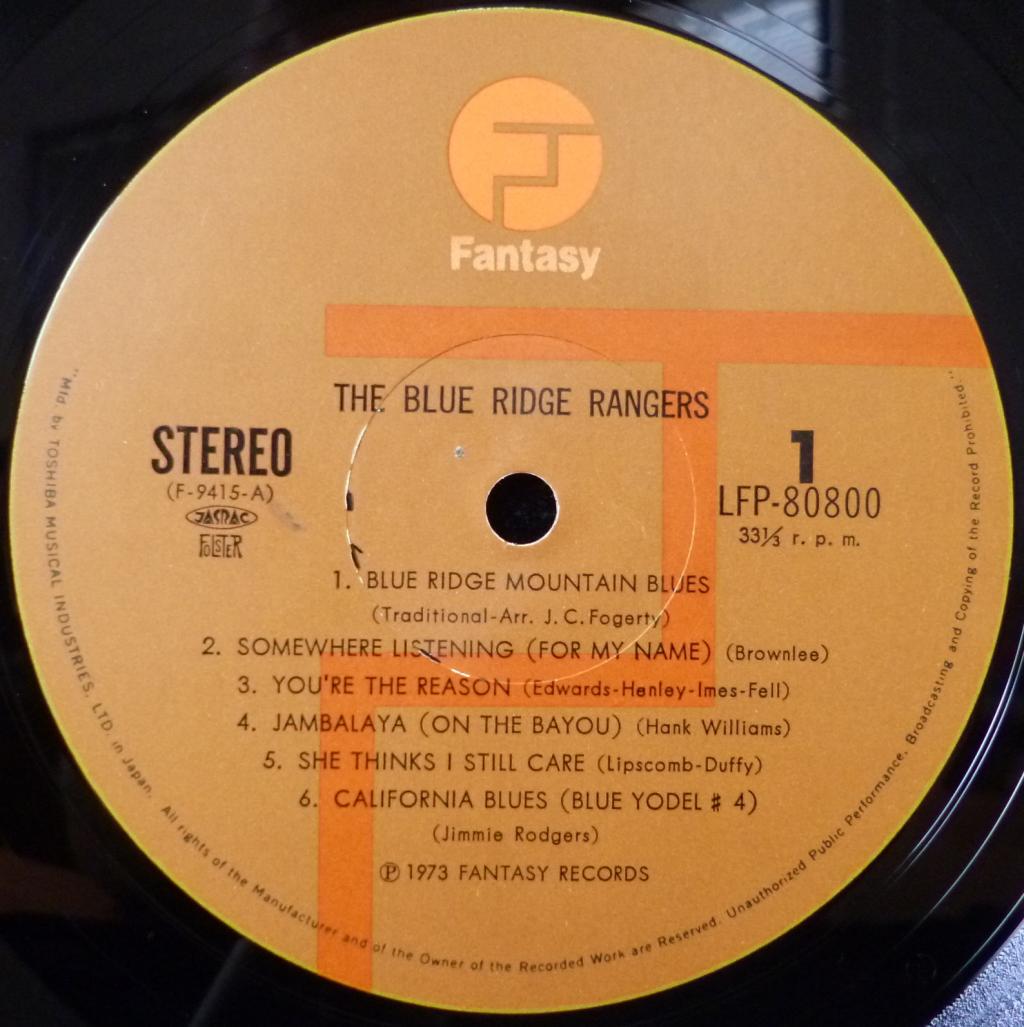 Fantasy
THE BLUE RIDGE RANGERS
STEREO
(F-9415-A)
JASRAC
FOLSTER
1
LFP-80800
33⅓ r. p. m.
1. BLUE RIDGE MOUNTAIN BLUES
(Traditional-Arr. J. C. Fogerty)
2. SOMEWHERE LISTENING (FOR MY NAME) (Brownlee)
3. YOU'RE THE REASON (Edwards-Henley-Imes-Fell)
4. JAMBALAYA (ON THE BAYOU) (Hank Williams)
5. SHE THINKS I STILL CARE (Lipscomb-Duffy)
6. CALIFORNIA BLUES (BLUE YODEL # 4)
(Jimmie Rodgers)
Ⓟ 1973 FANTASY RECORDS
"Mfd. by TOSHIBA MUSICAL INDUSTRIES, LTD. in Japan. All rights of the Manufacturer and of the Owner of the Recorded Work are Reserved. Unauthorized Public Performance, Broadcasting and Copying of the Record Prohibited."